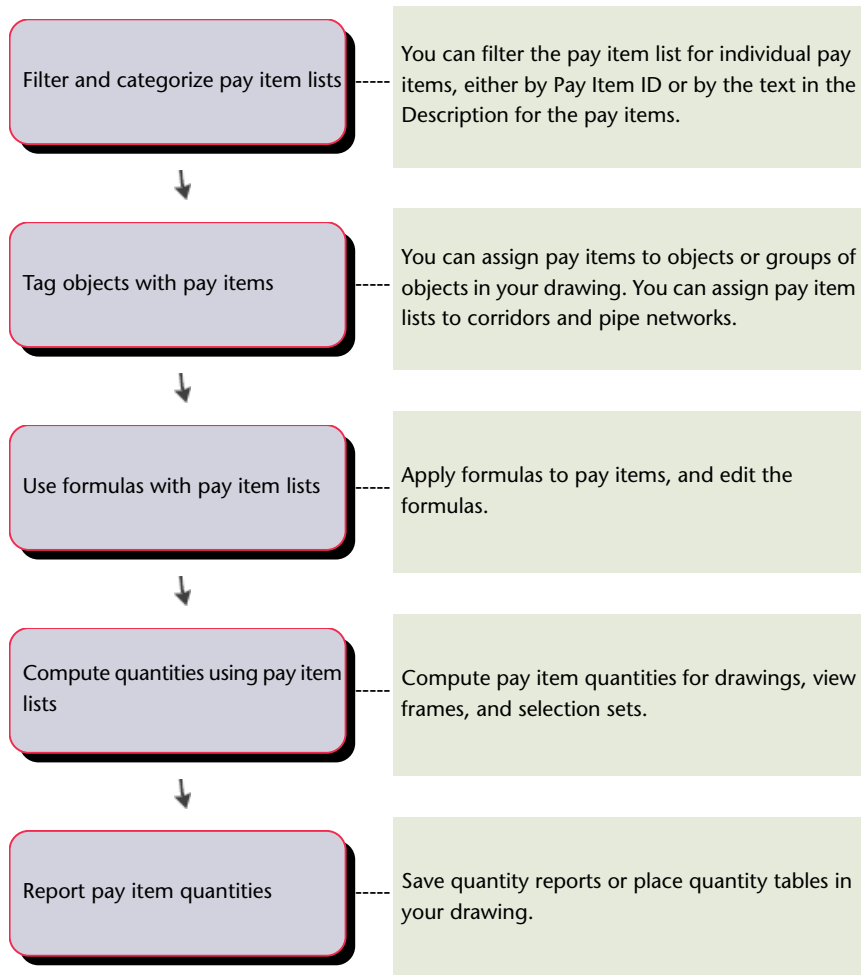 Filter and categorize pay item lists
You can filter the pay item list for individual pay
items, either by Pay Item ID or by the text in the
Description for the pay items.
Tag objects with pay items
You can assign pay items to objects or groups of
objects in your drawing. You can assign pay item
lists to corridors and pipe networks.
Use formulas with pay item lists
Apply formulas to pay items, and edit the
formulas.
Compute quantities using pay item
lists
Compute pay item quantities for drawings, view
frames, and selection sets.
Report pay item quantities
Save quantity reports or place quantity tables in
your drawing.